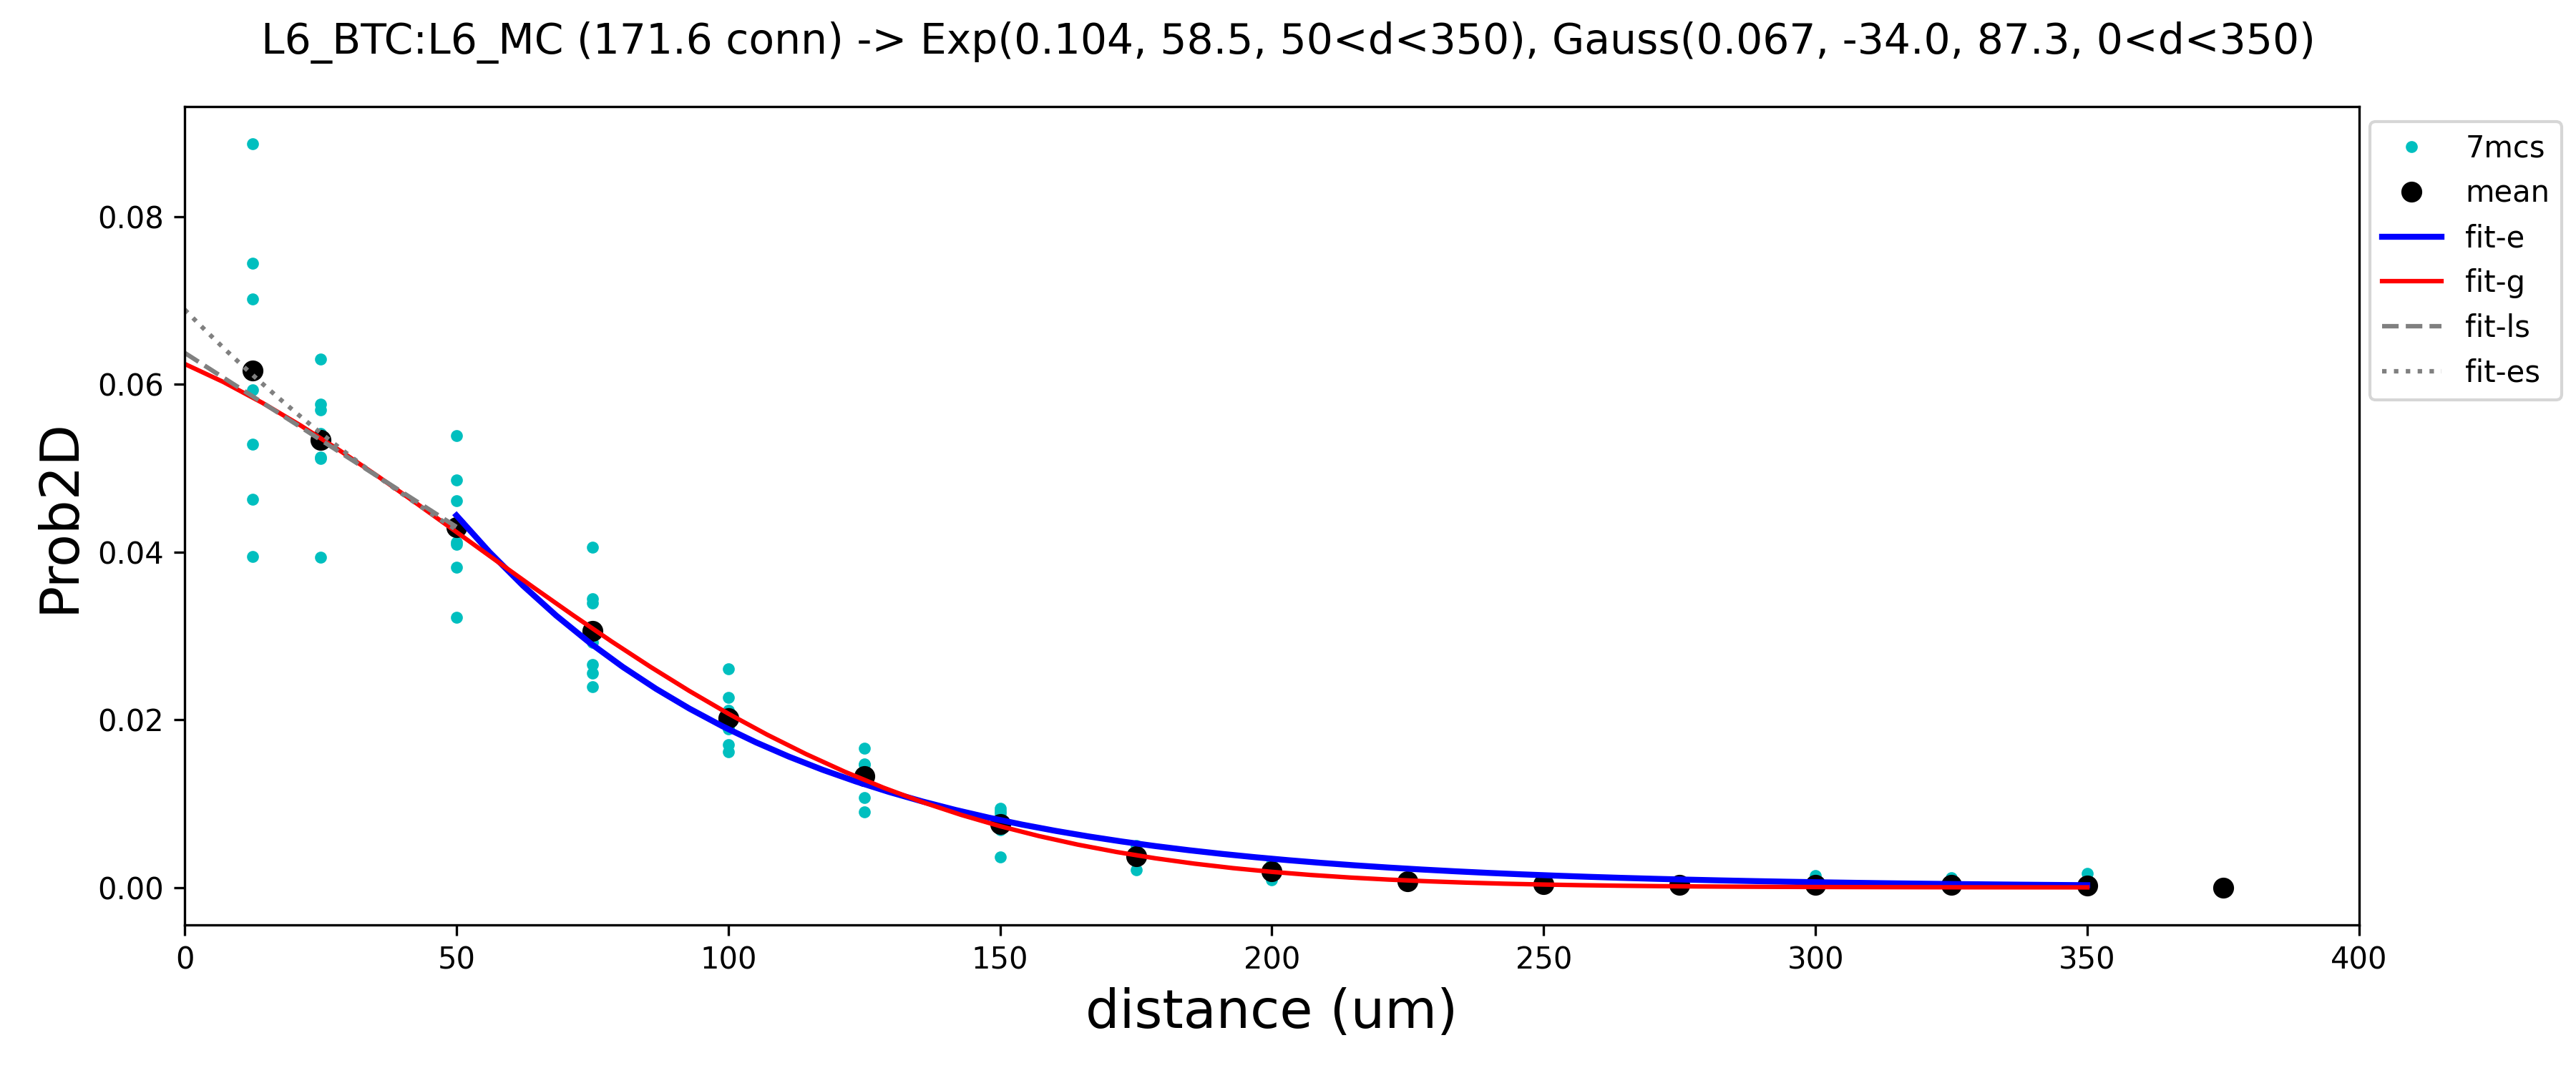 L6_BTC:L6_MC (171.6 conn) -> Exp(0.104, 58.5, 50<d<350), Gauss(0.067, -34.0, 87.3, 0<d<350)
7mcs
mean
fit-e
fit-g
fit-ls
fit-es
Prob2D
0.08
0.06
0.04
0.02
0.00
0 50 100 150 200 250 300 350 400
distance (um)